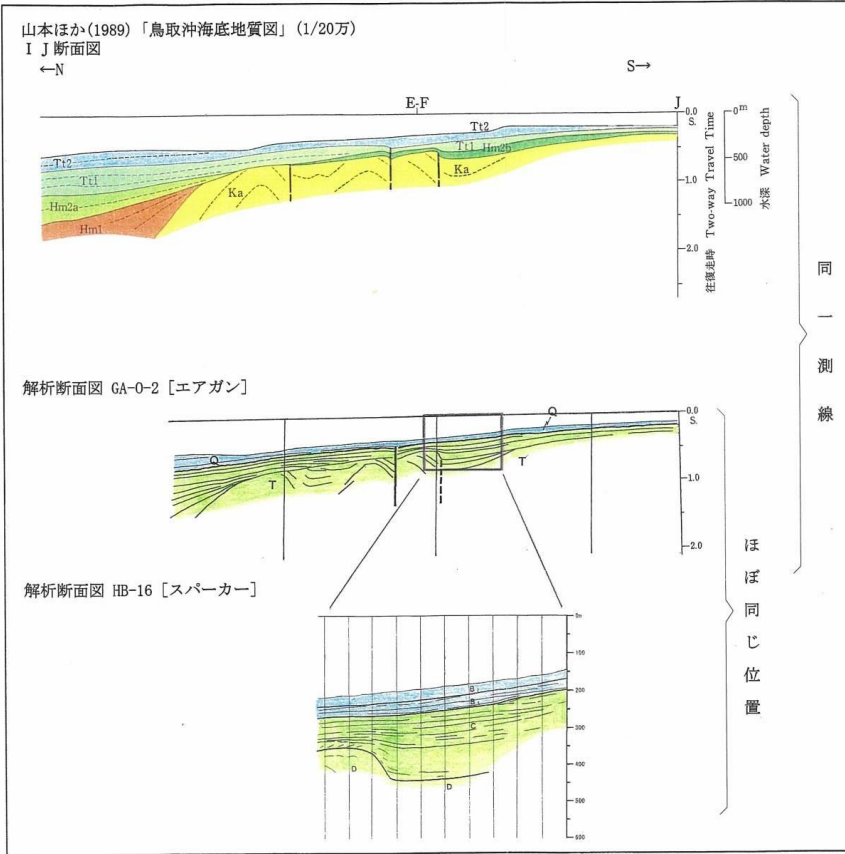 山本ほか(1989)「鳥取沖海底地質図」(1/20万)
ＩＪ断面図
←N
S→
E-F
J
0.0
S.
1.0
2.0
往復走時 Two-way Travel Time
0m
500
1000
水深 Water depth
Tt2
Tt2
Tt1
Tt1
Hm2b
Hm2a
Hm1
Ka
Ka
同一測線
解析断面図 GA-O-2 [エアガン]
Q
Q
T
T
0.0
S.
1.0
2.0
ほぼ同じ位置
解析断面図 HB-16 [スパーカー]
0m
100
200
300
400
500
600
C
D
D